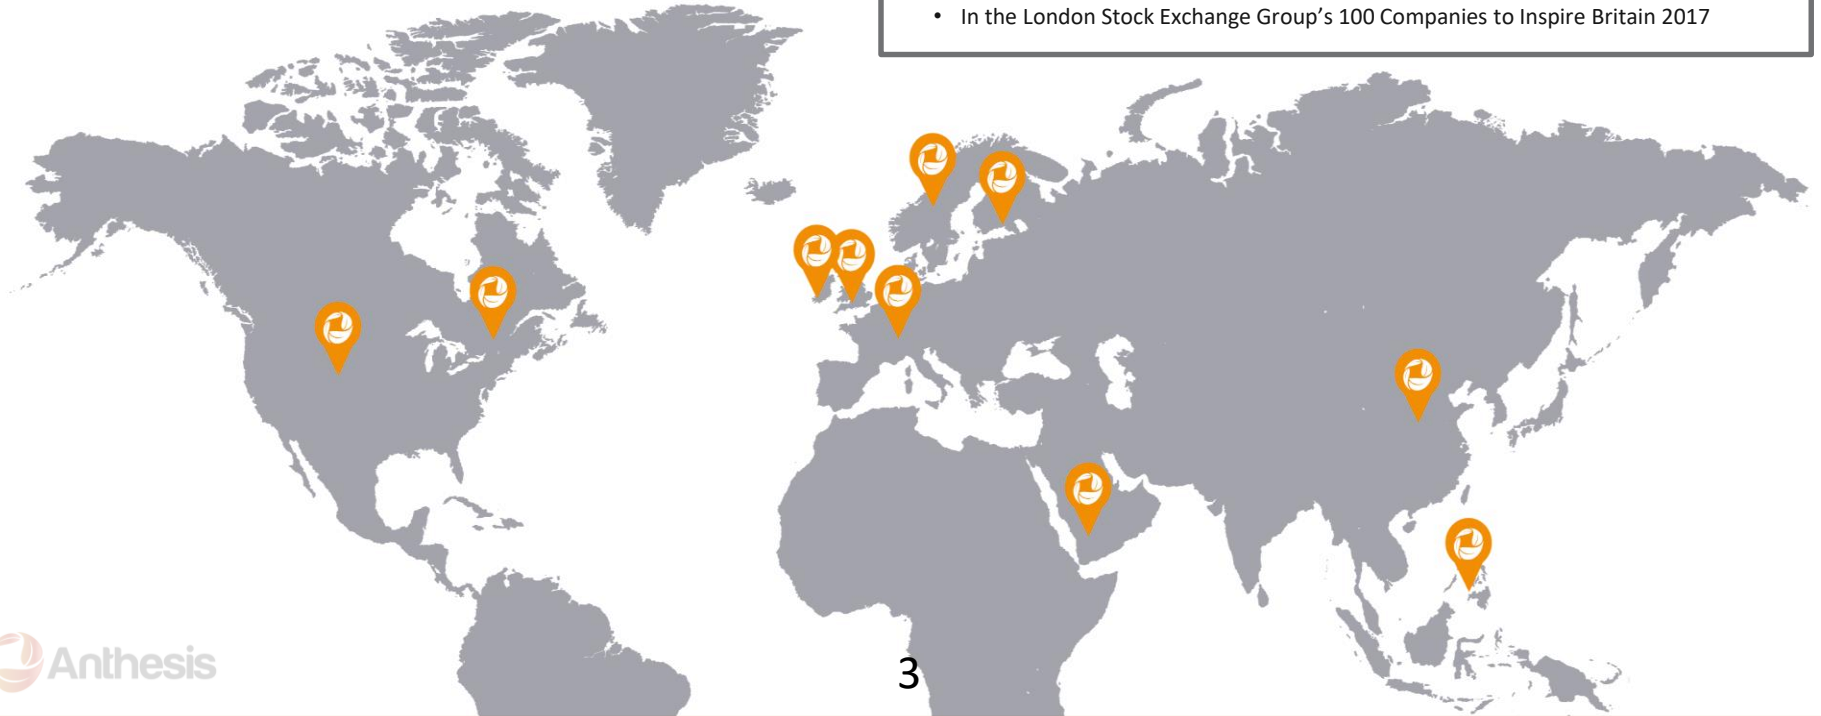 • In the London Stock Exchange Group’s 100 Companies to Inspire Britain 2017
Anthesis
3